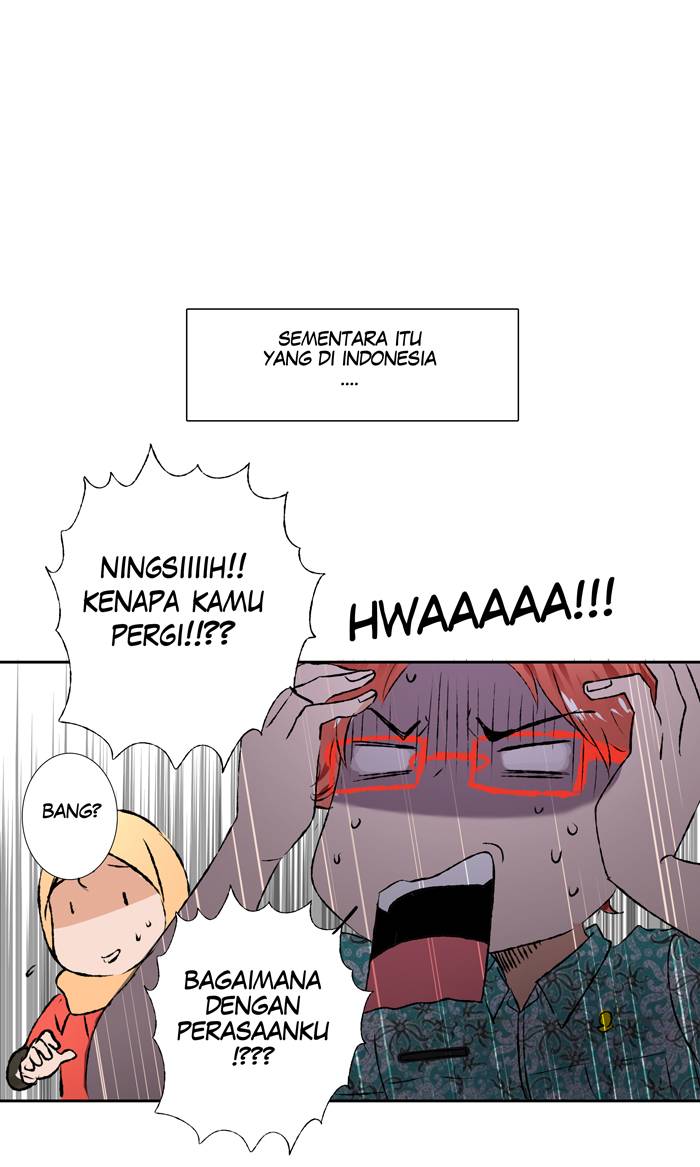 SEMENTARA ITU
YANG DI INDONESIA
....
NINGSIIIIH!!
KENAPA KAMU
PERGI!!??
HWAAAAA!!!
BANG?
BAGAIMANA
DENGAN
PERASAANKU
!???